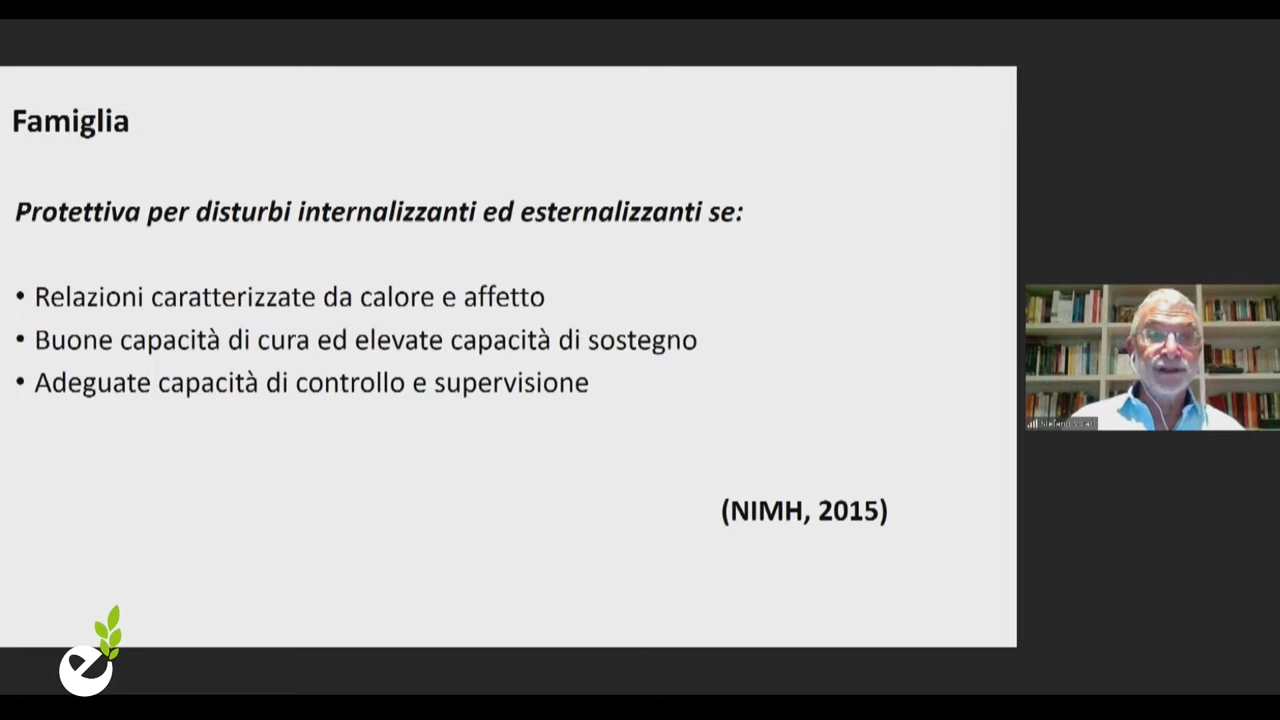 Famiglia
Protettiva per disturbi internalizzanti ed esternalizzanti se:
• Relazioni caratterizzate da calore e affetto
• Buone capacità di cura ed elevate capacità di sostegno
• Adeguate capacità di controllo e supervisione
(NIMH, 2015)
Stefano